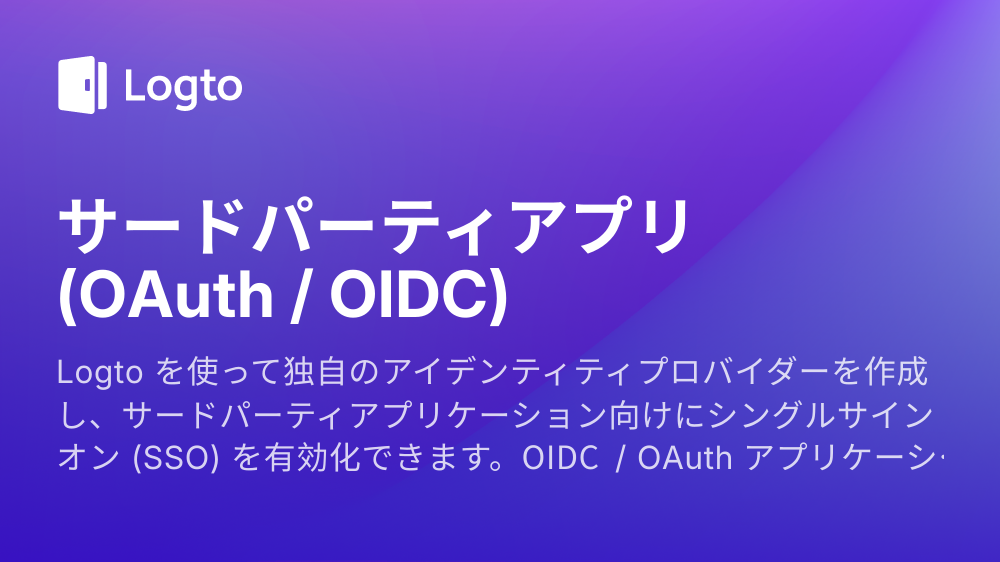 Logto
サードパーティアプリ
(OAuth / OIDC)
Logto を使って独自のアイデンティティプロバイダーを作成
し、サードパーティアプリケーション向けにシングルサイン
オン (SSO) を有効化できます。OIDC / OAuth アプリケーシ